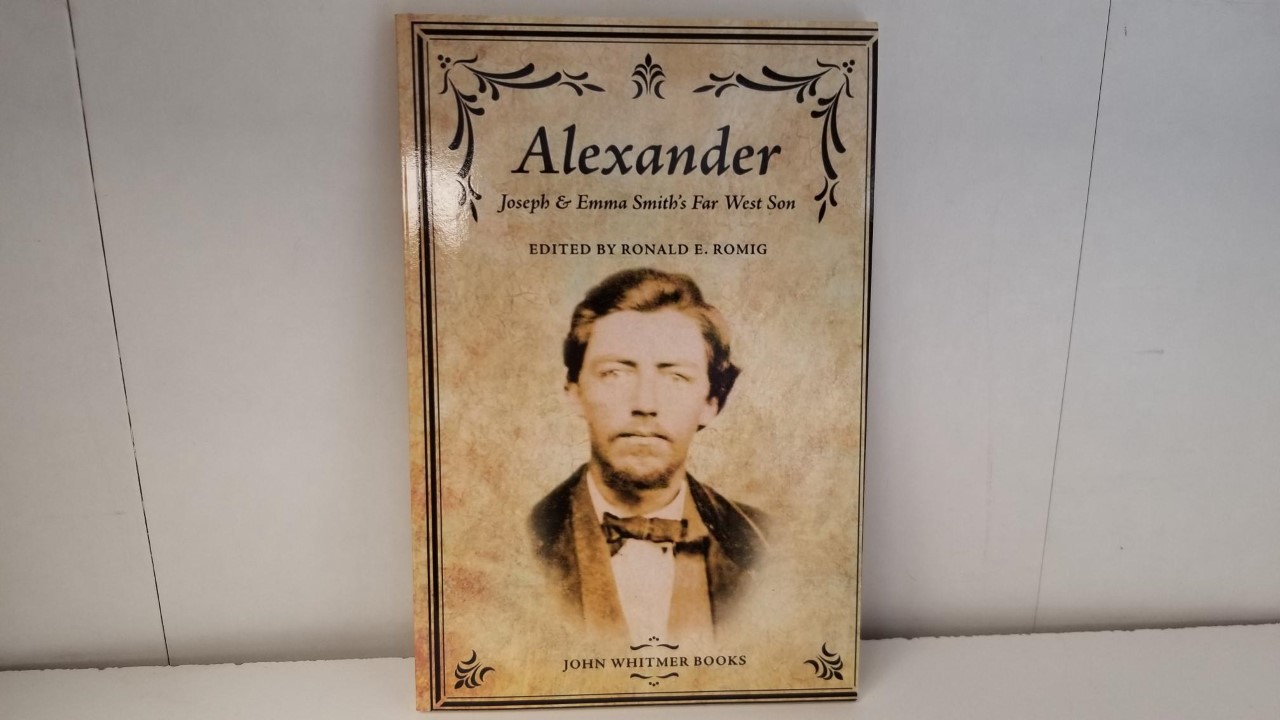 Alexander
Joseph & Emma Smith's Far West Son
EDITED BY RONALD E. ROMIG
JOHN WHITMER BOOKS